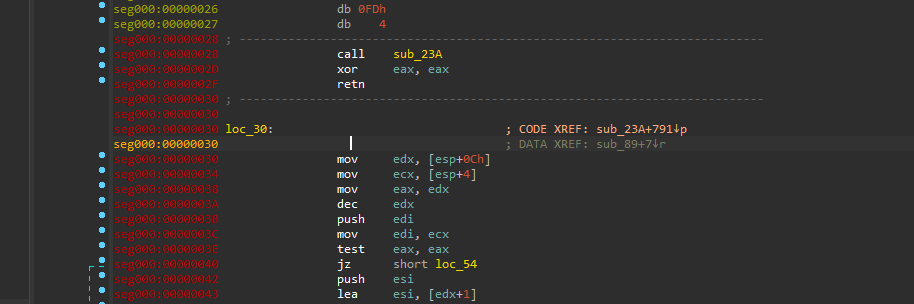 seg000:00000026 db 0FDh
seg000:00000027 db 4
seg000:00000028 ; ---------------------------------------------------------------------------
seg000:00000028 call sub_23A
seg000:0000002D xor eax, eax
seg000:0000002F retn
seg000:00000030 ; ---------------------------------------------------------------------------
seg000:00000030
seg000:00000030 loc_30: ; CODE XREF: sub_23A+791↓p
seg000:00000030 ; DATA XREF: sub_89+7↓r
seg000:00000030 mov edx, [esp+0Ch]
seg000:00000034 mov ecx, [esp+4]
seg000:00000038 mov eax, edx
seg000:0000003A dec edx
seg000:0000003B push edi
seg000:0000003C mov edi, ecx
seg000:0000003E test eax, eax
seg000:00000040 jz short loc_54
seg000:00000042 push esi
seg000:00000043 lea esi, [edx+1]